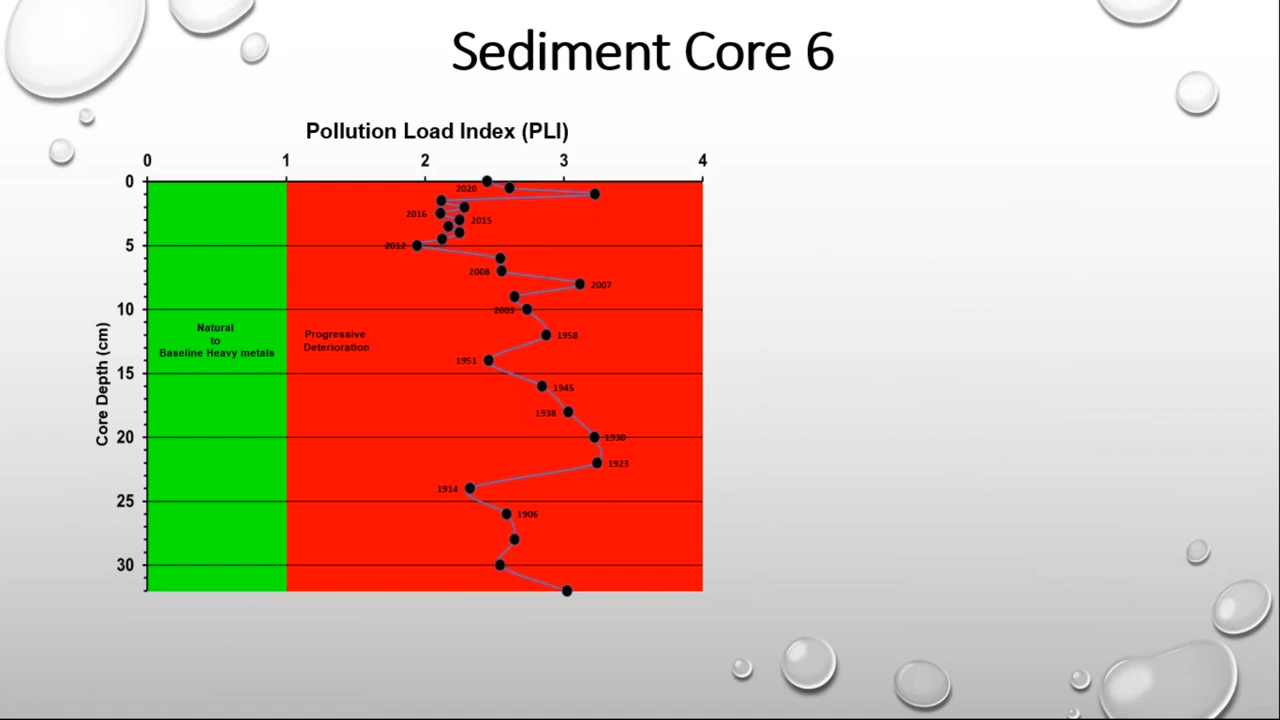 Sediment Core 6
Pollution Load Index (PLI)
0 1 2 3 4
0
2020
2016
2015
5
2012
2008
2007
10
2003
Natural
to
Baseline Heavy metals
Progressive
Deterioration
1958
1951
15
1945
1938
20
1930
1923
1914
25
1906
30
Core Depth (cm)